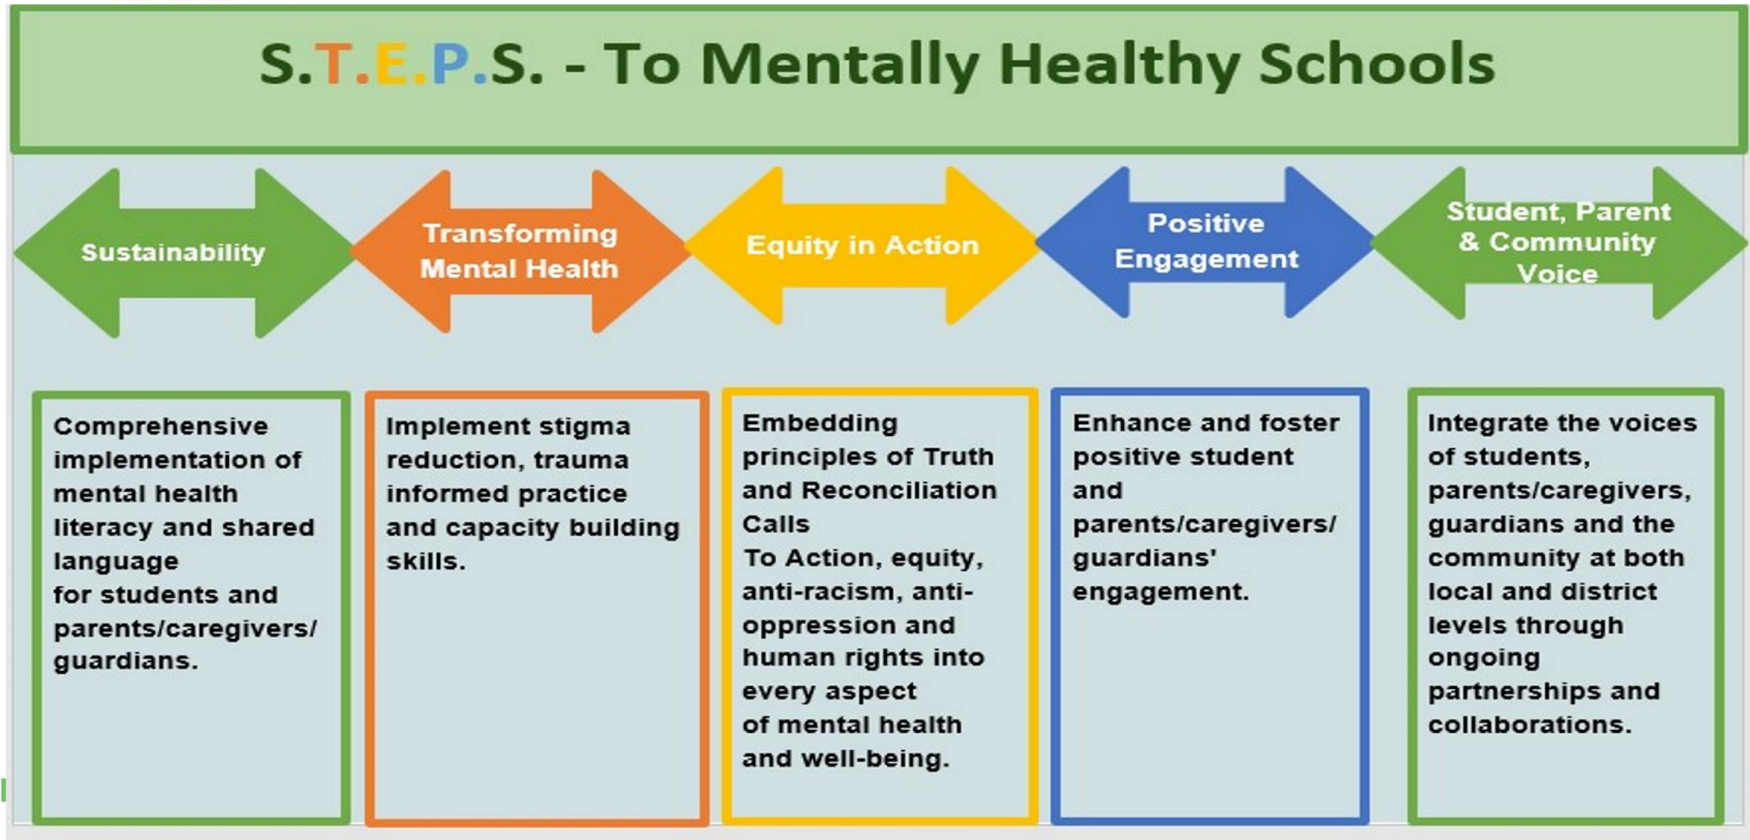 S.T.E.P.S. - To Mentally Healthy Schools
Sustainability
Transforming
Mental Health
Equity in Action
Positive
Engagement
Student, Parent
& Community
Voice
Comprehensive
implementation of
mental health
literacy and shared
language
for students and
parents/caregivers/
guardians.
Implement stigma
reduction, trauma
informed practice
and capacity building
skills.
Embedding
principles of Truth
and Reconciliation
Calls
To Action, equity,
anti-racism, anti-
oppression and
human rights into
every aspect
of mental health
and well-being.
Enhance and foster
positive student
and
parents/caregivers/
guardians'
engagement.
Integrate the voices
of students,
parents/caregivers,
guardians and the
community at both
local and district
levels through
ongoing
partnerships and
collaborations.